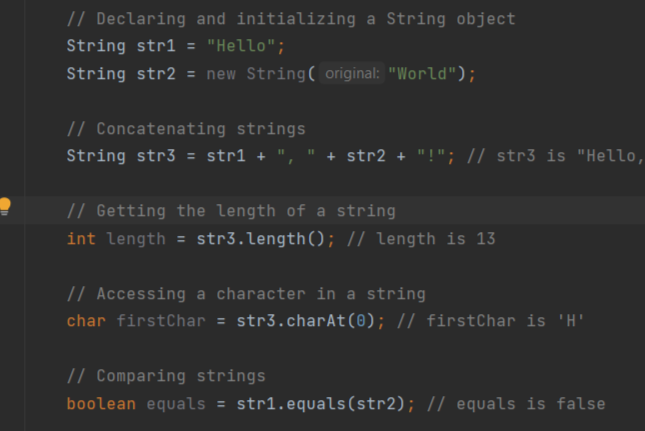 // Declaring and initializing a String object
String str1 = "Hello";
String str2 = new String( original: "World");
// Concatenating strings
String str3 = str1 + ", " + str2 + "!"; // str3 is "Hello,
// Getting the length of a string
int length = str3.length(); // length is 13
// Accessing a character in a string
char firstChar = str3.charAt(0); // firstChar is 'H'
// Comparing strings
boolean equals = str1.equals(str2); // equals is false